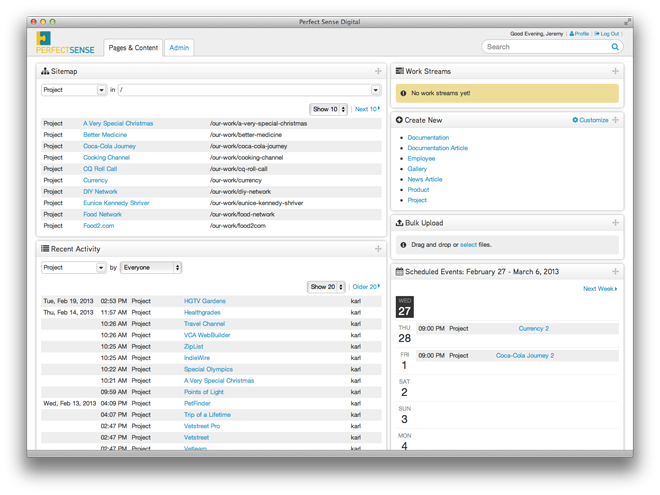 Perfect Sense Digital
PERFECTSENSE
Pages & Content
Admin
Good Evening, Jeremy | Profile | Log Out
Search
Sitemap
Project in /
Show 10 | Next 10
Project A Very Special Christmas /our-work/a-very-special-christmas
Project Better Medicine /our-work/better-medicine
Project Coca-Cola Journey /our-work/coca-cola-journey
Project Cooking Channel /our-work/cooking-channel
Project CQ Roll Call /our-work/cq-roll-call
Project Currency /our-work/currency
Project DIY Network /our-work/diy-network
Project Eunice Kennedy Shriver /our-work/eunice-kennedy-shriver
Project Food Network /our-work/food-network
Project Food2.com /our-work/food2com
Recent Activity
Project by Everyone
Show 20 | Older 20
Tue, Feb 19, 2013 02:53 PM Project HGTV Gardens karl
Thu, Feb 14, 2013 11:57 AM Project Healthgrades karl
10:26 AM Project Travel Channel karl
10:26 AM Project VCA WebBuilder karl
10:25 AM Project ZipList karl
10:25 AM Project IndieWire karl
10:22 AM Project Special Olympics karl
10:21 AM Project A Very Special Christmas karl
09:59 AM Project Points of Light karl
Wed, Feb 13, 2013 04:09 PM Project PetFinder karl
04:07 PM Project Trip of a Lifetime karl
02:47 PM Project Vetstreet Pro karl
02:47 PM Project Vetstreet karl
02:47 PM Project Vetteam karl
Work Streams
No work streams yet!
Create New
Customize
Documentation
Documentation Article
Employee
Gallery
News Article
Product
Project
Bulk Upload
Drag and drop or select files.
Scheduled Events: February 27 - March 6, 2013
Next Week
WED
27
THU
28
09:00 PM Project Currency 2
FRI
1
09:00 PM Project Coca-Cola Journey 2
SAT
2
SUN
3
MON
4